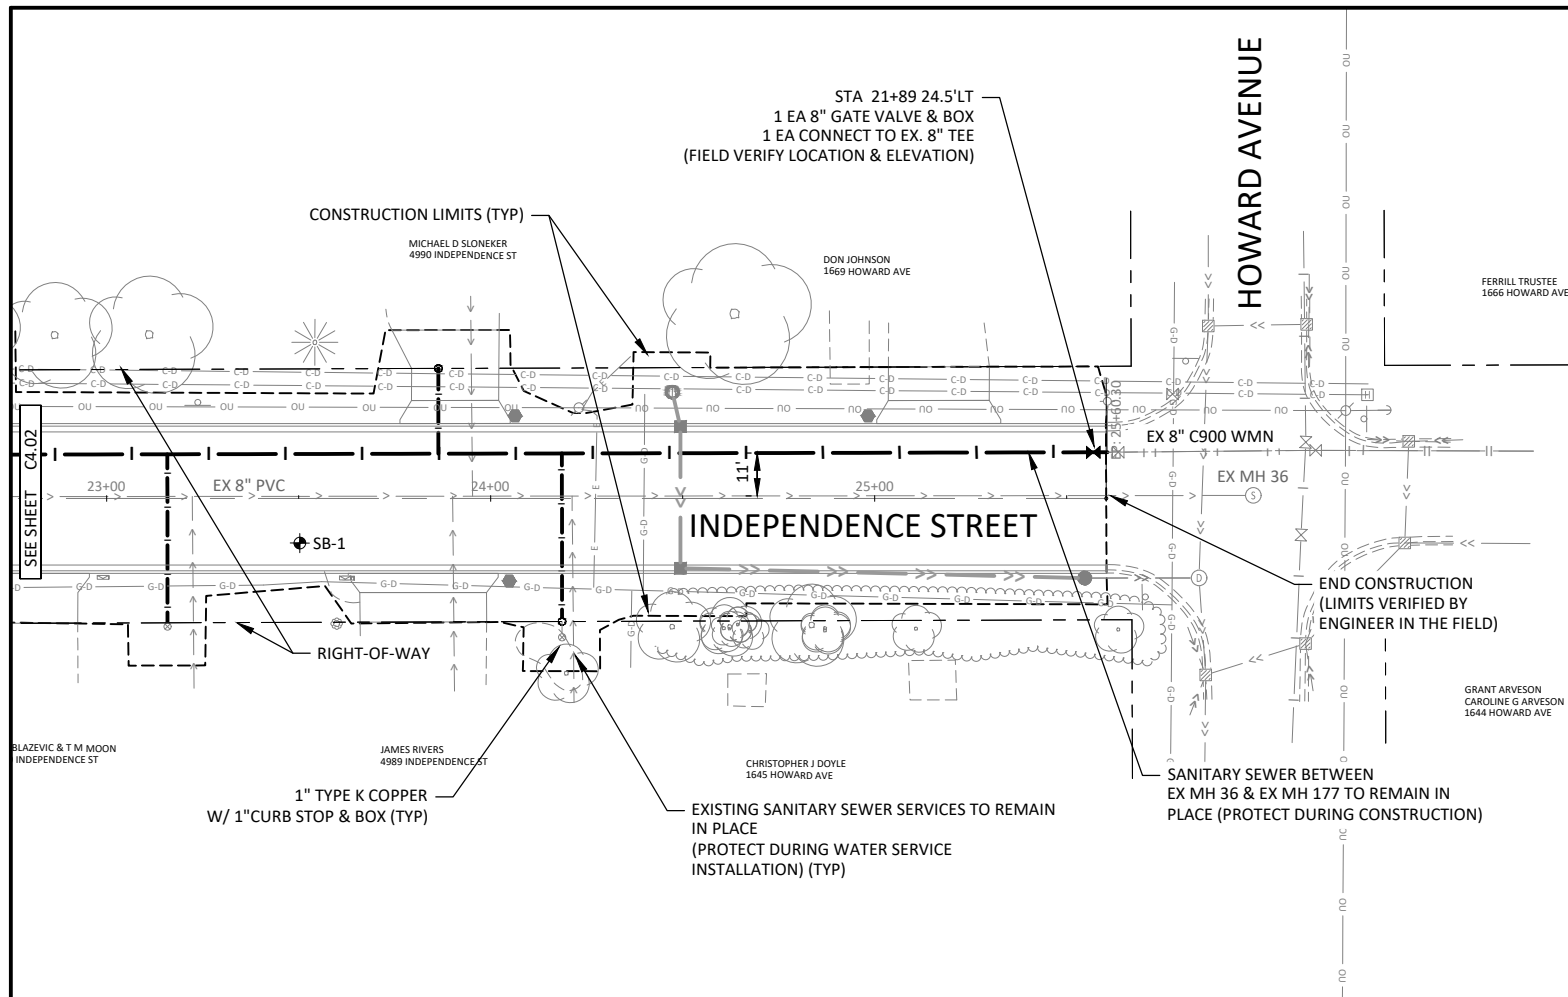 HOWARD AVENUE
STA 21+89 24.5'LT
1 EA 8" GATE VALVE & BOX
1 EA CONNECT TO EX. 8" TEE
(FIELD VERIFY LOCATION & ELEVATION)
CONSTRUCTION LIMITS (TYP)
MICHAEL D SLONEKER
4990 INDEPENDENCE ST
DON JOHNSON
1669 HOWARD AVE
FERRILL TRUSTEE
1666 HOWARD AVE
SEE SHEET C4.02
EP: 25+60.30
EX 8" C900 WMN
23+00
EX 8" PVC
24+00
11'
25+00
EX MH 36
SB-1
INDEPENDENCE STREET
END CONSTRUCTION
(LIMITS VERIFIED BY
ENGINEER IN THE FIELD)
RIGHT-OF-WAY
GRANT ARVESON
CAROLINE G ARVESON
1644 HOWARD AVE
BLAZEVIC & T M MOON
INDEPENDENCE ST
JAMES RIVERS
4989 INDEPENDENCE ST
CHRISTOPHER J DOYLE
1645 HOWARD AVE
1" TYPE K COPPER
W/ 1"CURB STOP & BOX (TYP)
EXISTING SANITARY SEWER SERVICES TO REMAIN
IN PLACE
(PROTECT DURING WATER SERVICE
INSTALLATION) (TYP)
SANITARY SEWER BETWEEN
EX MH 36 & EX MH 177 TO REMAIN IN
PLACE (PROTECT DURING CONSTRUCTION)
C-D
OU
G-D
E
S
D
H